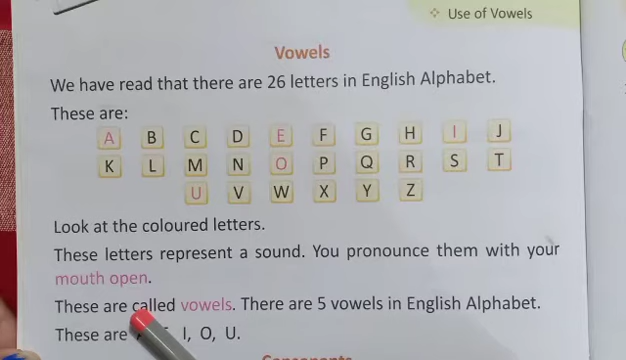 Use of Vowels
Vowels
We have read that there are 26 letters in English Alphabet.
These are:
A B C D E F G H I J
K L M N O P Q R S T
U V W X Y Z
Look at the coloured letters.
These letters represent a sound. You pronounce them with your
mouth open.
These are called vowels. There are 5 vowels in English Alphabet.
These are I, O, U.
Consonants